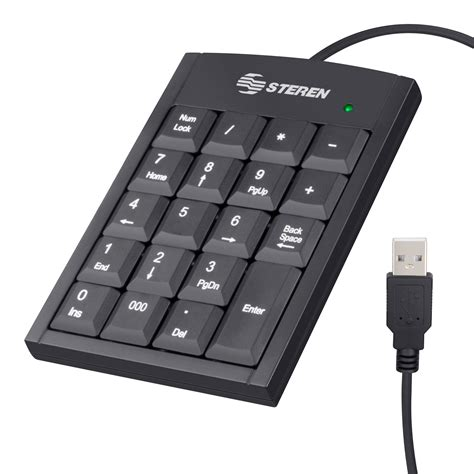 STEREN
Num
Lock
/
*
-
7
Home
8
↑
9
PgUp
+
4
←
5
6
→
Back
Space
←
1
End
2
↓
3
PgDn
Enter
0
Ins
000
.
Del